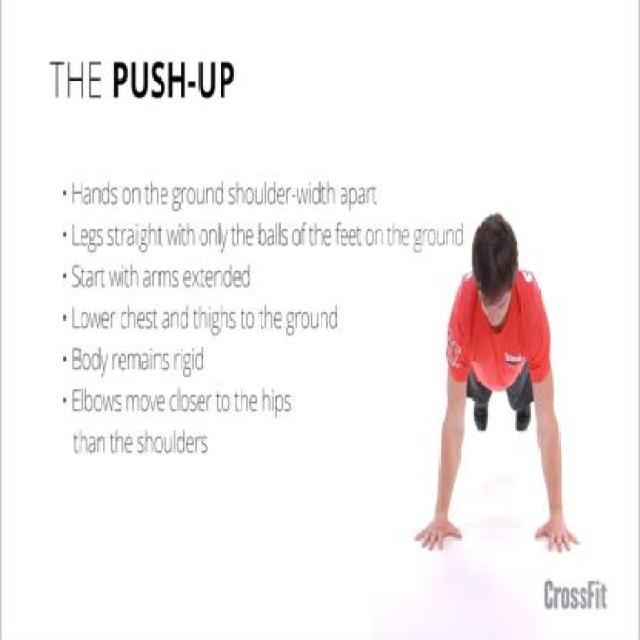 THE PUSH-UP
• Hands on the ground shoulder-width apart
• Legs straight with only the balls of the feet on the ground
• Start with arms extended
• Lower chest and thighs to the ground
• Body remains rigid
• Elbows move closer to the hips
than the shoulders
CrossFit